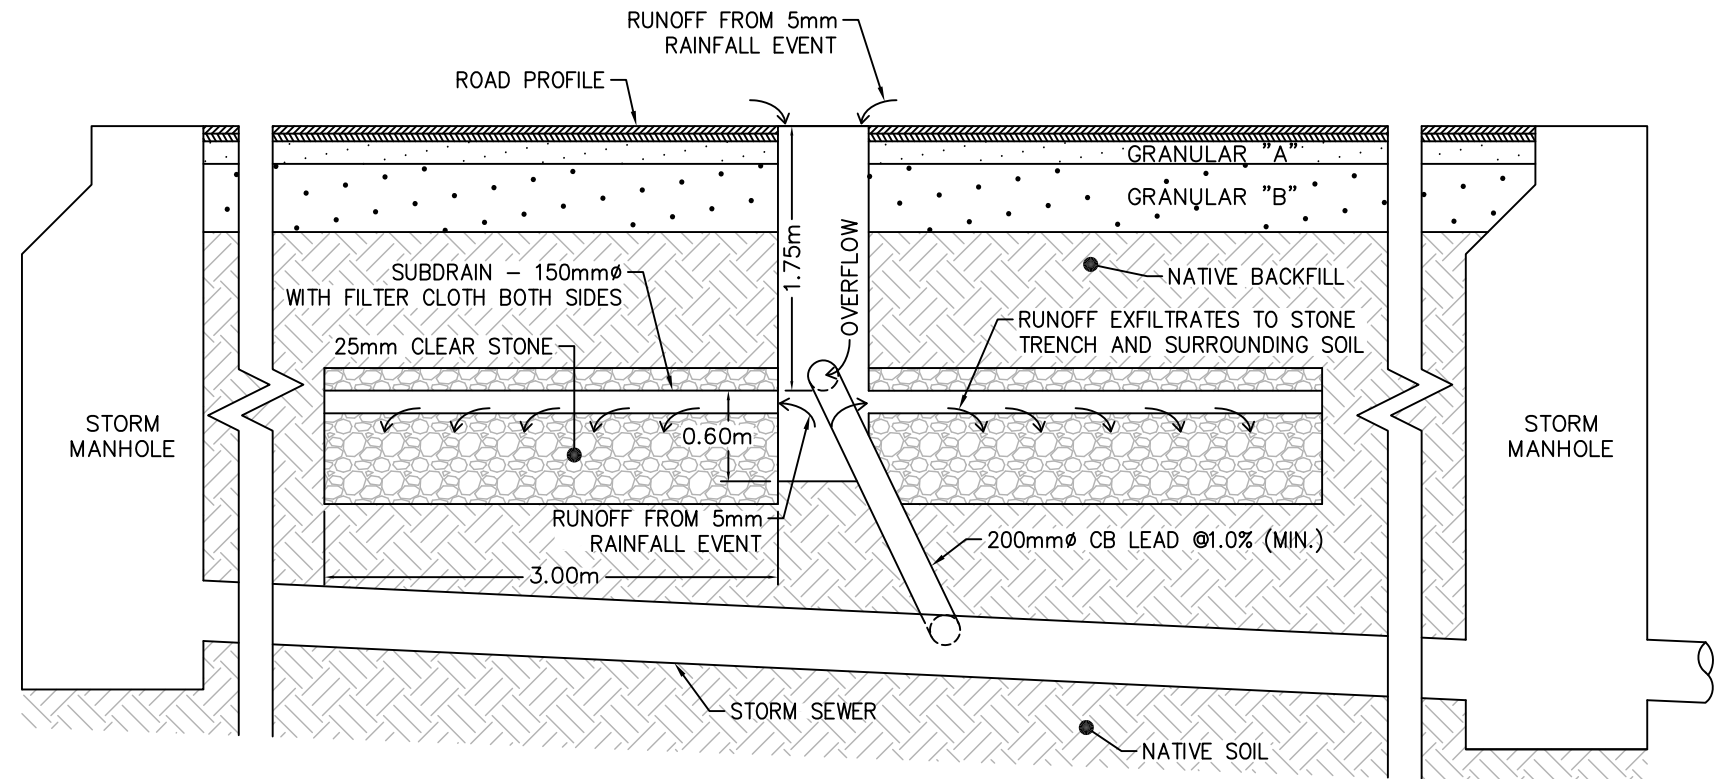 RUNOFF FROM 5mm
RAINFALL EVENT
ROAD PROFILE
GRANULAR "A"
GRANULAR "B"
1.75m
OVERFLOW
SUBDRAIN - 150mmø
WITH FILTER CLOTH BOTH SIDES
NATIVE BACKFILL
25mm CLEAR STONE
RUNOFF EXFILTRATES TO STONE
TRENCH AND SURROUNDING SOIL
STORM
MANHOLE
0.60m
STORM
MANHOLE
RUNOFF FROM 5mm
RAINFALL EVENT
200mmø CB LEAD @1.0% (MIN.)
3.00m
STORM SEWER
NATIVE SOIL